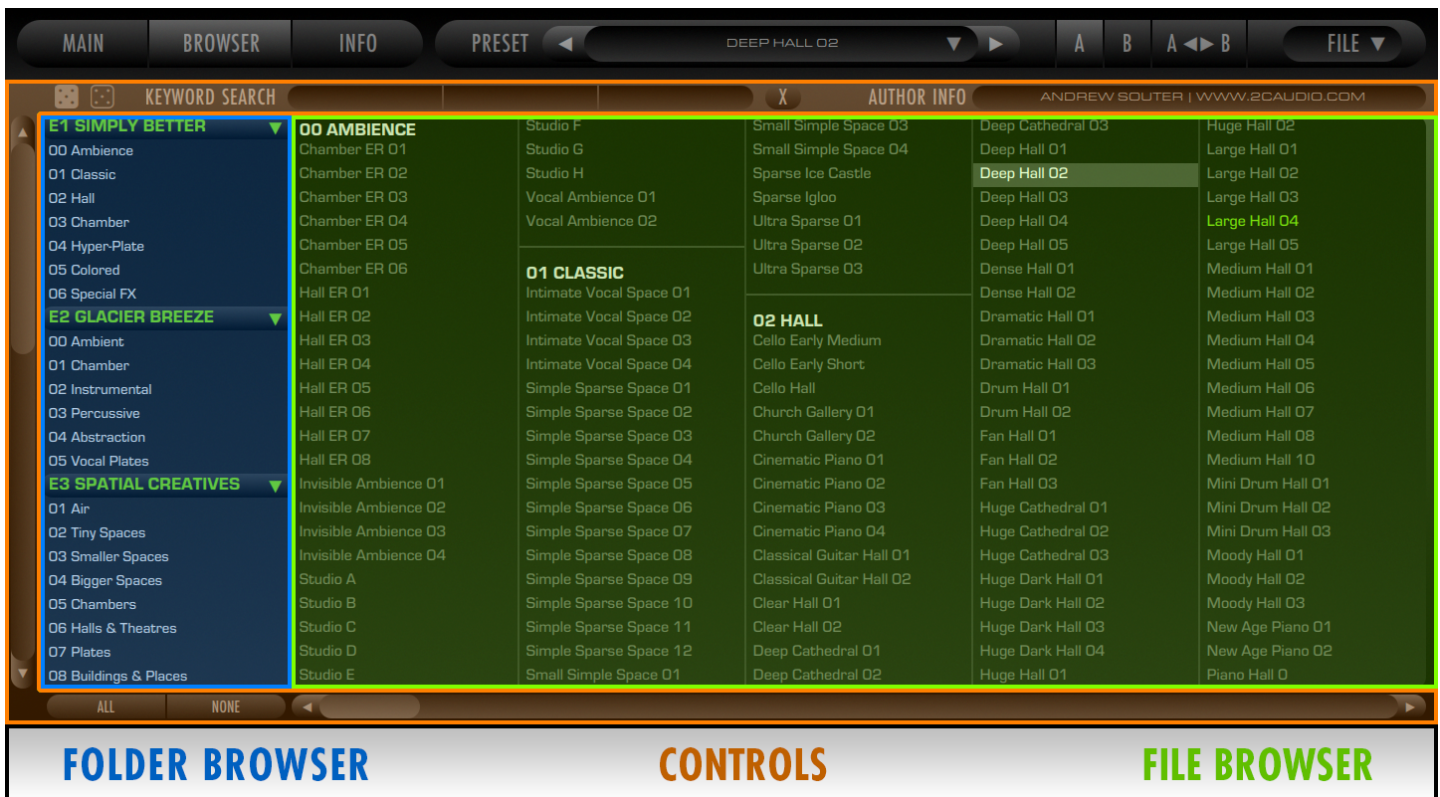 MAIN BROWSER INFO PRESET ◀ DEEP HALL 02 ▼ ▶ A B A ◀▶ B FILE ▼
KEYWORD SEARCH X AUTHOR INFO ANDREW SOUTER | WWW.2CAUDIO.COM
E1 SIMPLY BETTER ▼
00 Ambience
01 Classic
02 Hall
03 Chamber
04 Hyper-Plate
05 Colored
06 Special FX
E2 GLACIER BREEZE ▼
00 Ambient
01 Chamber
02 Instrumental
03 Percussive
04 Abstraction
05 Vocal Plates
E3 SPATIAL CREATIVES ▼
01 Air
02 Tiny Spaces
03 Smaller Spaces
04 Bigger Spaces
05 Chambers
06 Halls & Theatres
07 Plates
08 Buildings & Places
00 AMBIENCE
Chamber ER 01
Chamber ER 02
Chamber ER 03
Chamber ER 04
Chamber ER 05
Chamber ER 06
Hall ER 01
Hall ER 02
Hall ER 03
Hall ER 04
Hall ER 05
Hall ER 06
Hall ER 07
Hall ER 08
Invisible Ambience 01
Invisible Ambience 02
Invisible Ambience 03
Invisible Ambience 04
Studio A
Studio B
Studio C
Studio D
Studio E
Studio F
Studio G
Studio H
Vocal Ambience 01
Vocal Ambience 02
01 CLASSIC
Intimate Vocal Space 01
Intimate Vocal Space 02
Intimate Vocal Space 03
Intimate Vocal Space 04
Simple Sparse Space 01
Simple Sparse Space 02
Simple Sparse Space 03
Simple Sparse Space 04
Simple Sparse Space 05
Simple Sparse Space 06
Simple Sparse Space 07
Simple Sparse Space 08
Simple Sparse Space 09
Simple Sparse Space 10
Simple Sparse Space 11
Simple Sparse Space 12
Small Simple Space 01
Small Simple Space 03
Small Simple Space 04
Sparse Ice Castle
Sparse Igloo
Ultra Sparse 01
Ultra Sparse 02
Ultra Sparse 03
02 HALL
Cello Early Medium
Cello Early Short
Cello Hall
Church Gallery 01
Church Gallery 02
Cinematic Piano 01
Cinematic Piano 02
Cinematic Piano 03
Cinematic Piano 04
Classical Guitar Hall 01
Classical Guitar Hall 02
Clear Hall 01
Clear Hall 02
Deep Cathedral 01
Deep Cathedral 02
Deep Cathedral 03
Deep Hall 01
Deep Hall 02
Deep Hall 03
Deep Hall 04
Deep Hall 05
Dense Hall 01
Dense Hall 02
Dramatic Hall 01
Dramatic Hall 02
Dramatic Hall 03
Drum Hall 01
Drum Hall 02
Fan Hall 01
Fan Hall 02
Fan Hall 03
Huge Cathedral 01
Huge Cathedral 02
Huge Cathedral 03
Huge Dark Hall 01
Huge Dark Hall 02
Huge Dark Hall 03
Huge Dark Hall 04
Huge Hall 01
Huge Hall 02
Large Hall 01
Large Hall 02
Large Hall 03
Large Hall 04
Large Hall 05
Medium Hall 01
Medium Hall 02
Medium Hall 03
Medium Hall 04
Medium Hall 05
Medium Hall 06
Medium Hall 07
Medium Hall 08
Medium Hall 10
Mini Drum Hall 01
Mini Drum Hall 02
Mini Drum Hall 03
Moody Hall 01
Moody Hall 02
Moody Hall 03
New Age Piano 01
New Age Piano 02
Piano Hall 0
ALL NONE
FOLDER BROWSER CONTROLS FILE BROWSER